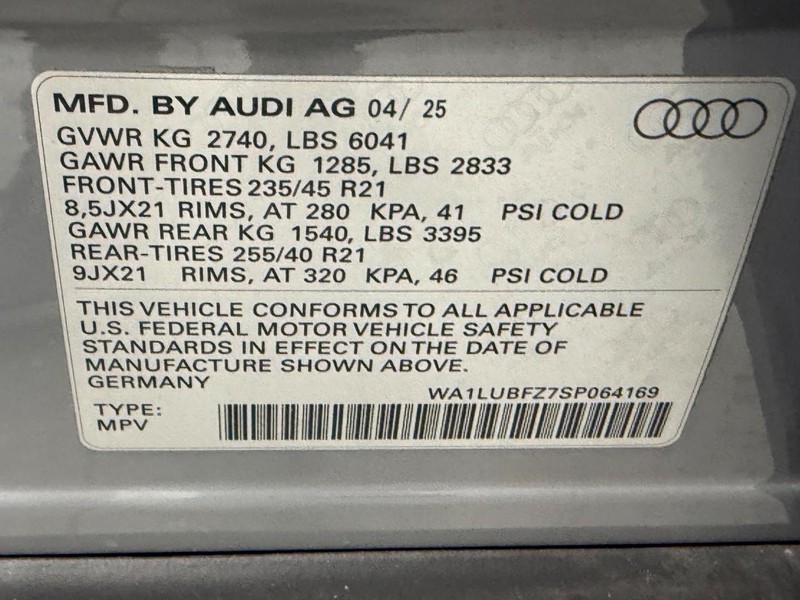 MFD. BY AUDI AG 04/ 25
GVWR KG 2740, LBS 6041
GAWR FRONT KG 1285, LBS 2833
FRONT-TIRES 235/45 R21
8,5JX21 RIMS, AT 280 KPA, 41 PSI COLD
GAWR REAR KG 1540, LBS 3395
REAR-TIRES 255/40 R21
9JX21 RIMS, AT 320 KPA, 46 PSI COLD
THIS VEHICLE CONFORMS TO ALL APPLICABLE
U.S. FEDERAL MOTOR VEHICLE SAFETY
STANDARDS IN EFFECT ON THE DATE OF
MANUFACTURE SHOWN ABOVE.
GERMANY
WA1LUBFZ7SP064169
TYPE:
MPV